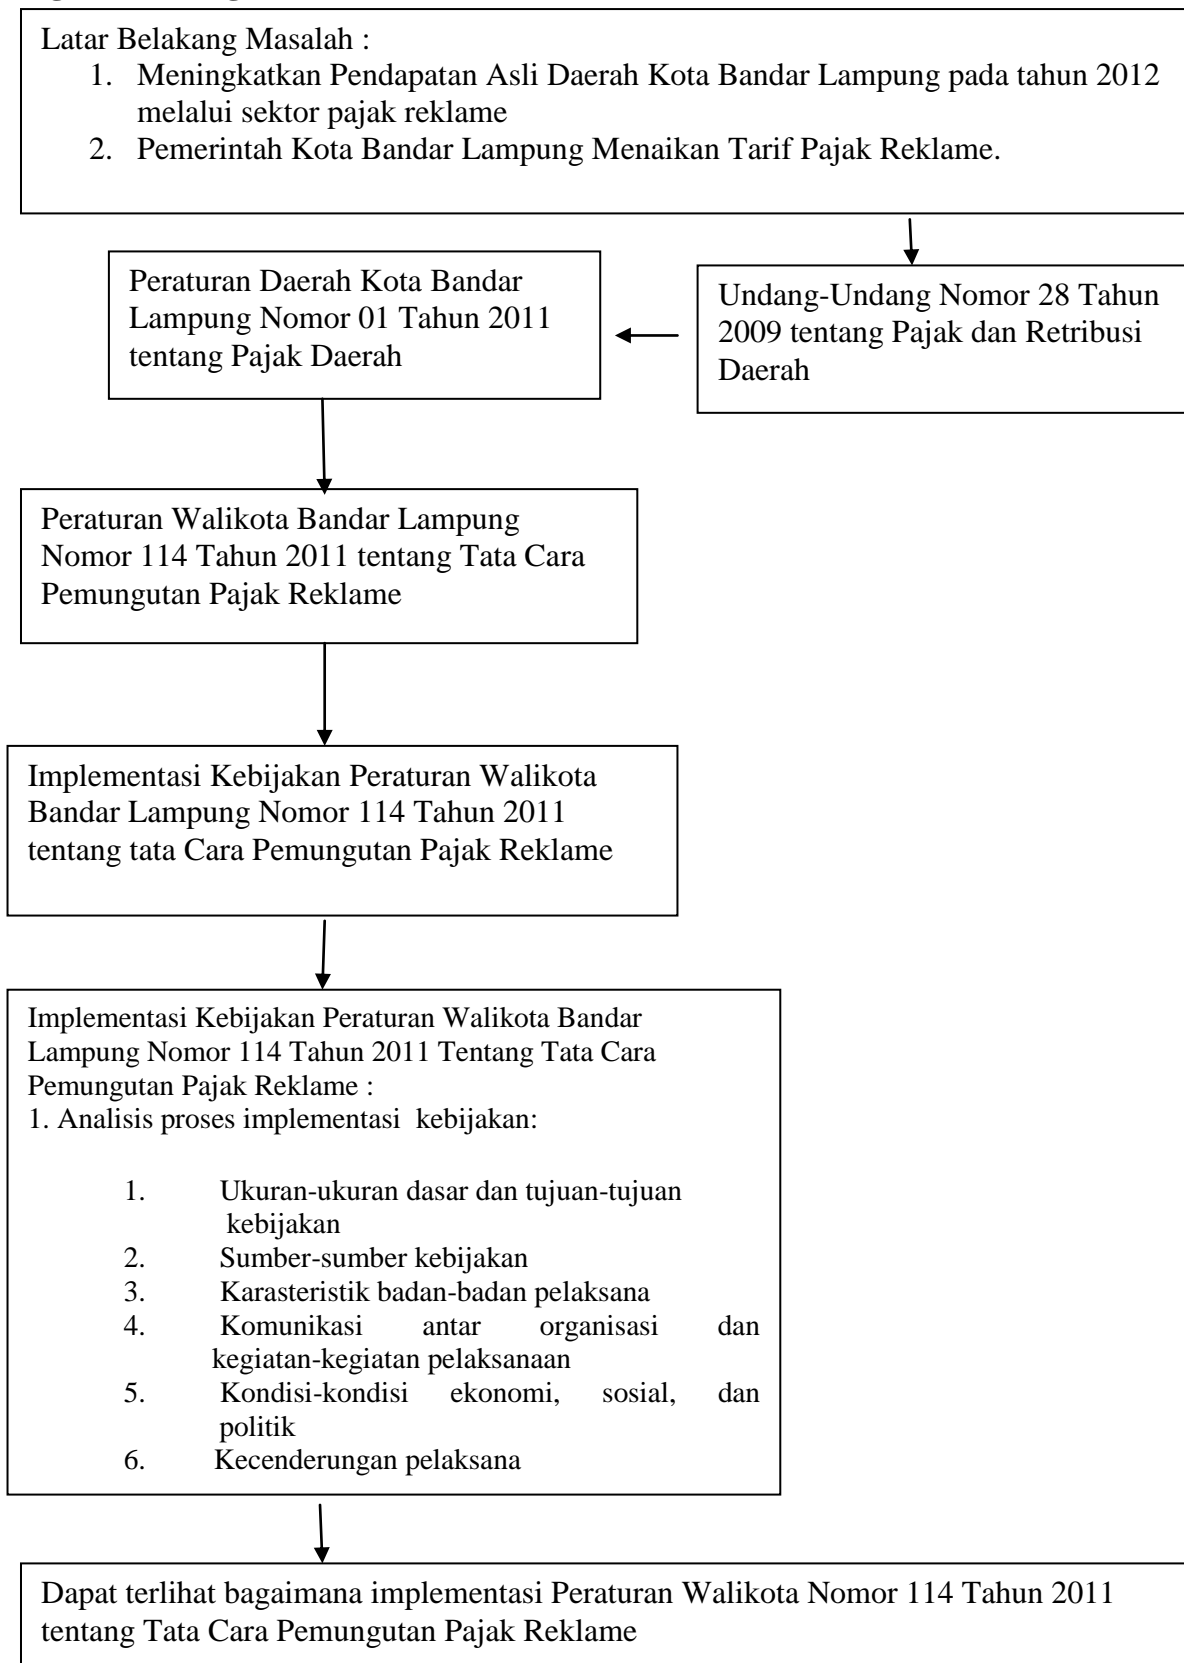 Latar Belakang Masalah :
1. Meningkatkan Pendapatan Asli Daerah Kota Bandar Lampung pada tahun 2012
melalui sektor pajak reklame
2. Pemerintah Kota Bandar Lampung Menaikan Tarif Pajak Reklame.
Undang-Undang Nomor 28 Tahun
2009 tentang Pajak dan Retribusi
Daerah
Peraturan Daerah Kota Bandar
Lampung Nomor 01 Tahun 2011
tentang Pajak Daerah
Peraturan Walikota Bandar Lampung
Nomor 114 Tahun 2011 tentang Tata Cara
Pemungutan Pajak Reklame
Implementasi Kebijakan Peraturan Walikota
Bandar Lampung Nomor 114 Tahun 2011
tentang tata Cara Pemungutan Pajak Reklame
Implementasi Kebijakan Peraturan Walikota Bandar
Lampung Nomor 114 Tahun 2011 Tentang Tata Cara
Pemungutan Pajak Reklame :
1. Analisis proses implementasi kebijakan:
1. Ukuran-ukuran dasar dan tujuan-tujuan
kebijakan
2. Sumber-sumber kebijakan
3. Karasteristik badan-badan pelaksana
4. Komunikasi antar organisasi dan
kegiatan-kegiatan pelaksanaan
5. Kondisi-kondisi ekonomi, sosial, dan
politik
6. Kecenderungan pelaksana
Dapat terlihat bagaimana implementasi Peraturan Walikota Nomor 114 Tahun 2011
tentang Tata Cara Pemungutan Pajak Reklame